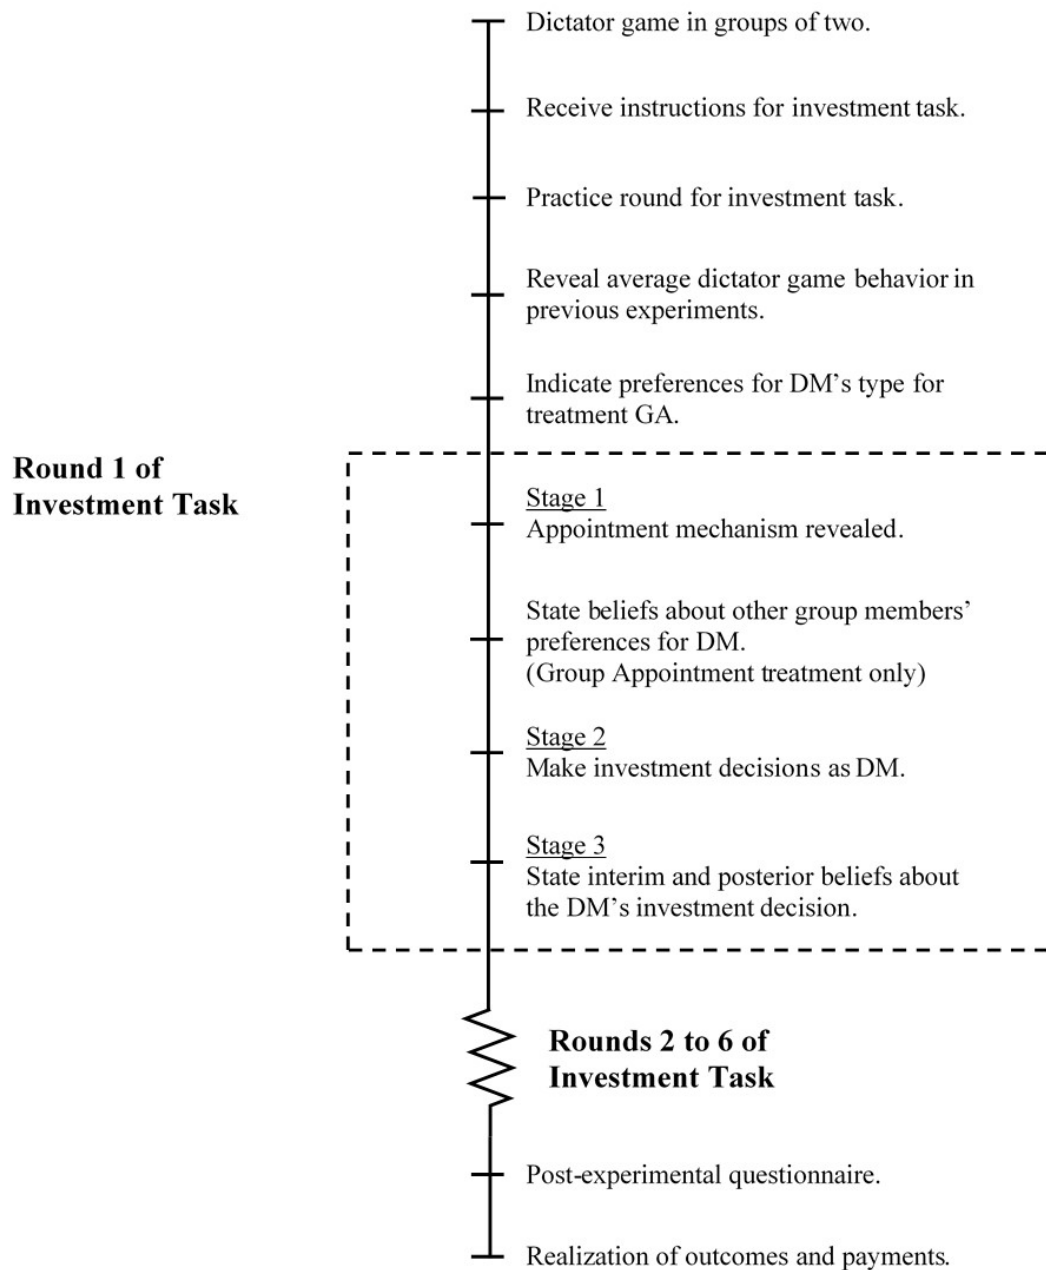 Dictator game in groups of two.
Receive instructions for investment task.
Practice round for investment task.
Reveal average dictator game behavior in
previous experiments.
Indicate preferences for DM's type for
treatment GA.
Round 1 of
Investment Task
Stage 1
Appointment mechanism revealed.
State beliefs about other group members'
preferences for DM.
(Group Appointment treatment only)
Stage 2
Make investment decisions as DM.
Stage 3
State interim and posterior beliefs about
the DM's investment decision.
Rounds 2 to 6 of
Investment Task
Post-experimental questionnaire.
Realization of outcomes and payments.